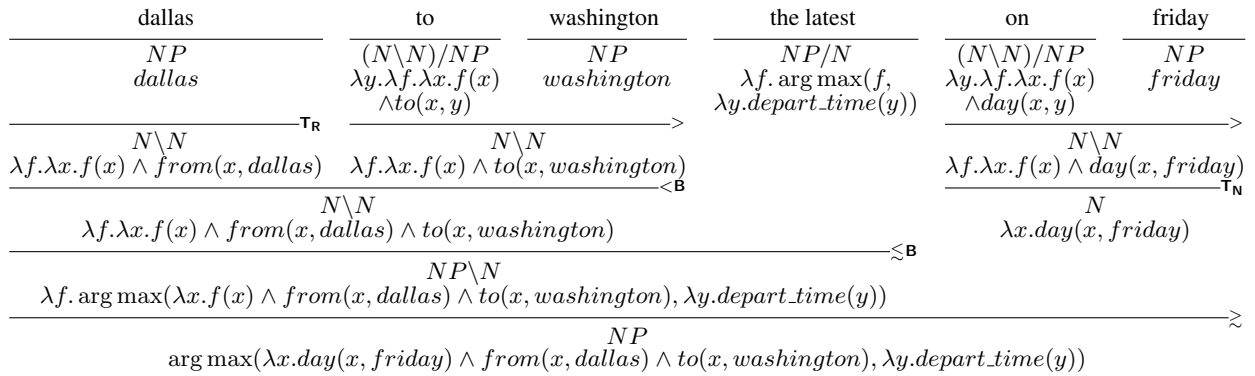 dallas to washington the latest on friday
NP (N\N)/NP NP NP/N (N\N)/NP NP
dallas λy.λf.λx.f(x) washington λf. arg max(f, λy.λf.λx.f(x) friday
∧to(x, y) λy.depart_time(y)) ∧day(x, y)
T_R > >
N\N N\N N\N
λf.λx.f(x) ∧ from(x, dallas) λf.λx.f(x) ∧ to(x, washington) λf.λx.f(x) ∧ day(x, friday)
<B T_N
N\N N
λf.λx.f(x) ∧ from(x, dallas) ∧ to(x, washington) λx.day(x, friday)
≲B
NP\N
λf. arg max(λx.f(x) ∧ from(x, dallas) ∧ to(x, washington), λy.depart_time(y))
≳
NP
arg max(λx.day(x, friday) ∧ from(x, dallas) ∧ to(x, washington), λy.depart_time(y))